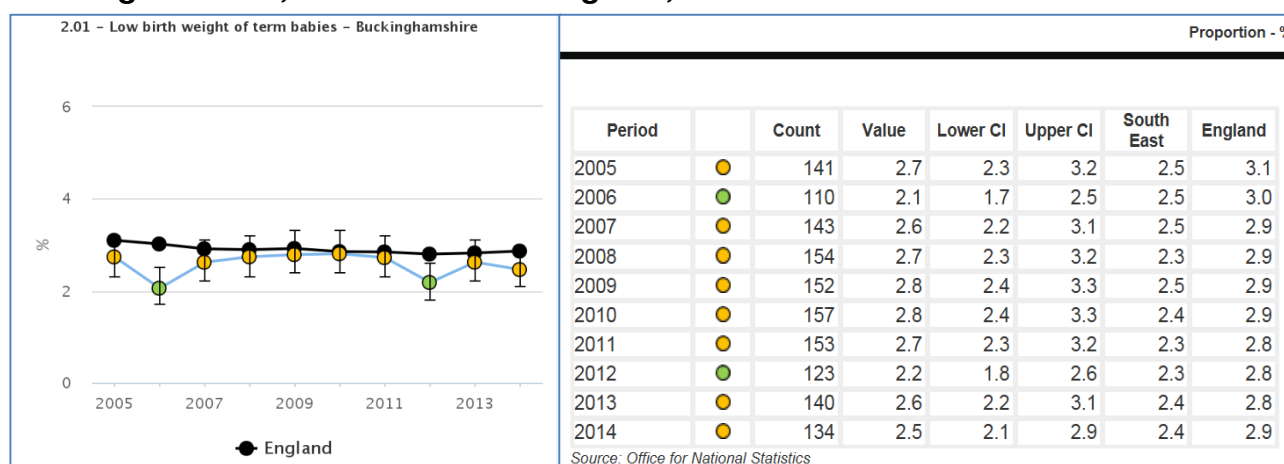 2.01 – Low birth weight of term babies – Buckinghamshire
6
4
%
2
0
2005 2007 2009 2011 2013
England
Proportion - %
Period Count Value Lower CI Upper CI South East England
2005 141 2.7 2.3 3.2 2.5 3.1
2006 110 2.1 1.7 2.5 2.5 3.0
2007 143 2.6 2.2 3.1 2.5 2.9
2008 154 2.7 2.3 3.2 2.3 2.9
2009 152 2.8 2.4 3.3 2.5 2.9
2010 157 2.8 2.4 3.3 2.4 2.9
2011 153 2.7 2.3 3.2 2.3 2.8
2012 123 2.2 1.8 2.6 2.3 2.8
2013 140 2.6 2.2 3.1 2.4 2.8
2014 134 2.5 2.1 2.9 2.4 2.9
Source: Office for National Statistics